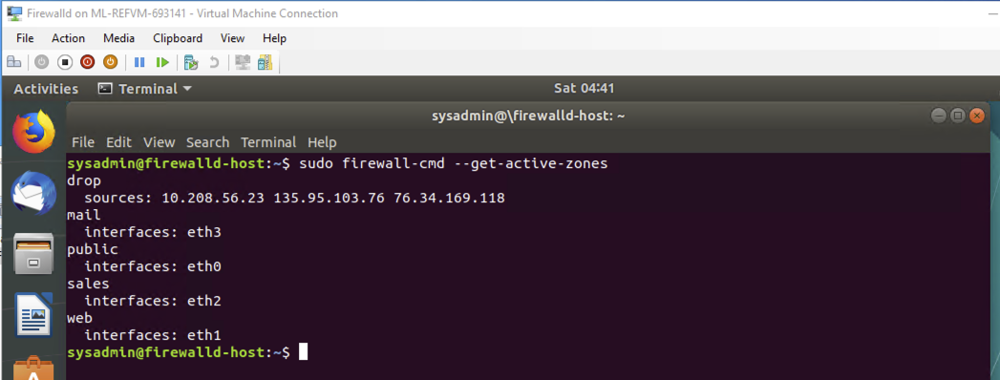 Firewalld on ML-REFVM-693141 - Virtual Machine Connection
File Action Media Clipboard View Help
Activities Terminal Sat 04:41
sysadmin@\firewalld-host: ~
File Edit View Search Terminal Help
sysadmin@firewalld-host:~$ sudo firewall-cmd --get-active-zones
drop
  sources: 10.208.56.23 135.95.103.76 76.34.169.118
mail
  interfaces: eth3
public
  interfaces: eth0
sales
  interfaces: eth2
web
  interfaces: eth1
sysadmin@firewalld-host:~$